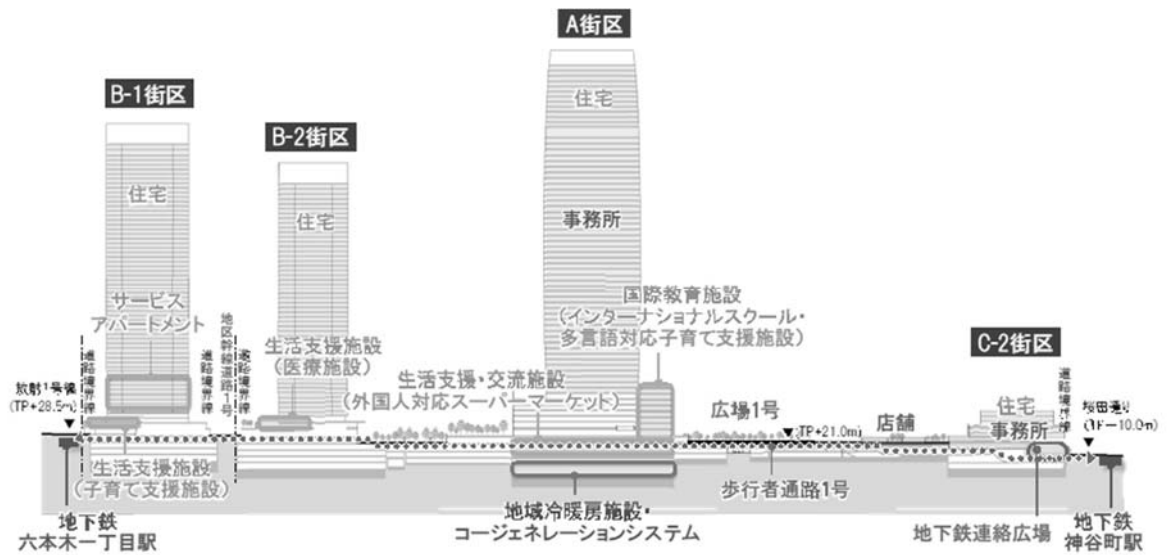 A街区
B-1街区
B-2街区
住宅
住宅
住宅
事務所
サービス
アパートメント
国際教育施設
(インターナショナルスクール・
多言語対応子育て支援施設)
C-2街区
道路境界線
地区幹線道路1号
道路境界線
生活支援施設
(医療施設)
生活支援・交流施設
(外国人対応スーパーマーケット)
放射1号線
(TP+28.5m)
広場1号
(TP+21.0m)
店舗
住宅
事務所
道路境界線
桜田通り
生活支援施設
(子育て支援施設)
歩行者通路1号
地域冷暖房施設・
コージェネレーションシステム
地下鉄連絡広場
地下鉄
六本木一丁目駅
地下鉄
神谷町駅